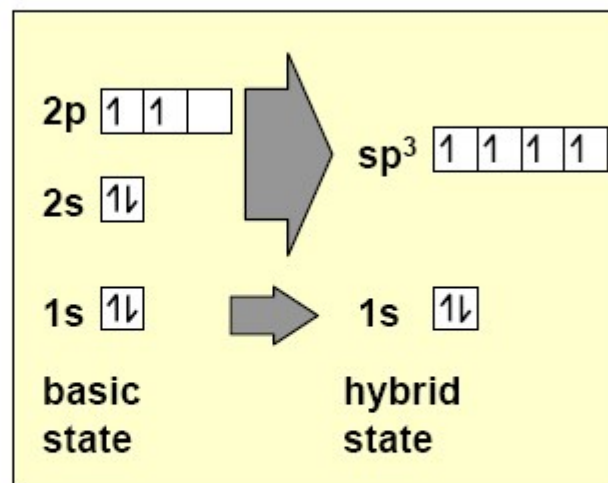 2p 1 1
sp³ 1 1 1 1
2s 1⇂
1s 1⇂
1s 1⇂
basic
state
hybrid
state